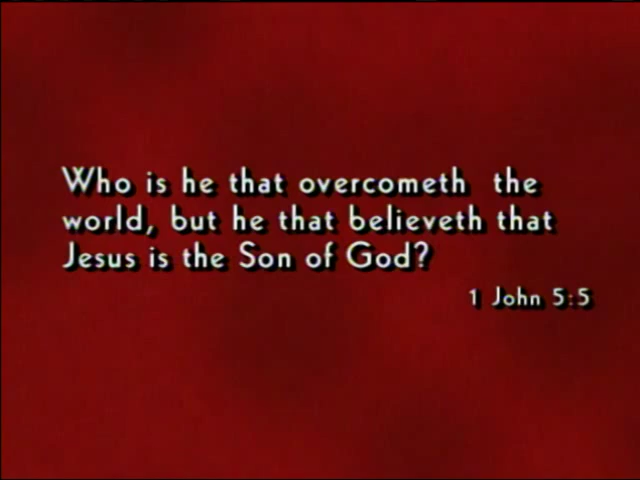 Who is he that overcometh the
world, but he that believeth that
Jesus is the Son of God?
1 John 5:5